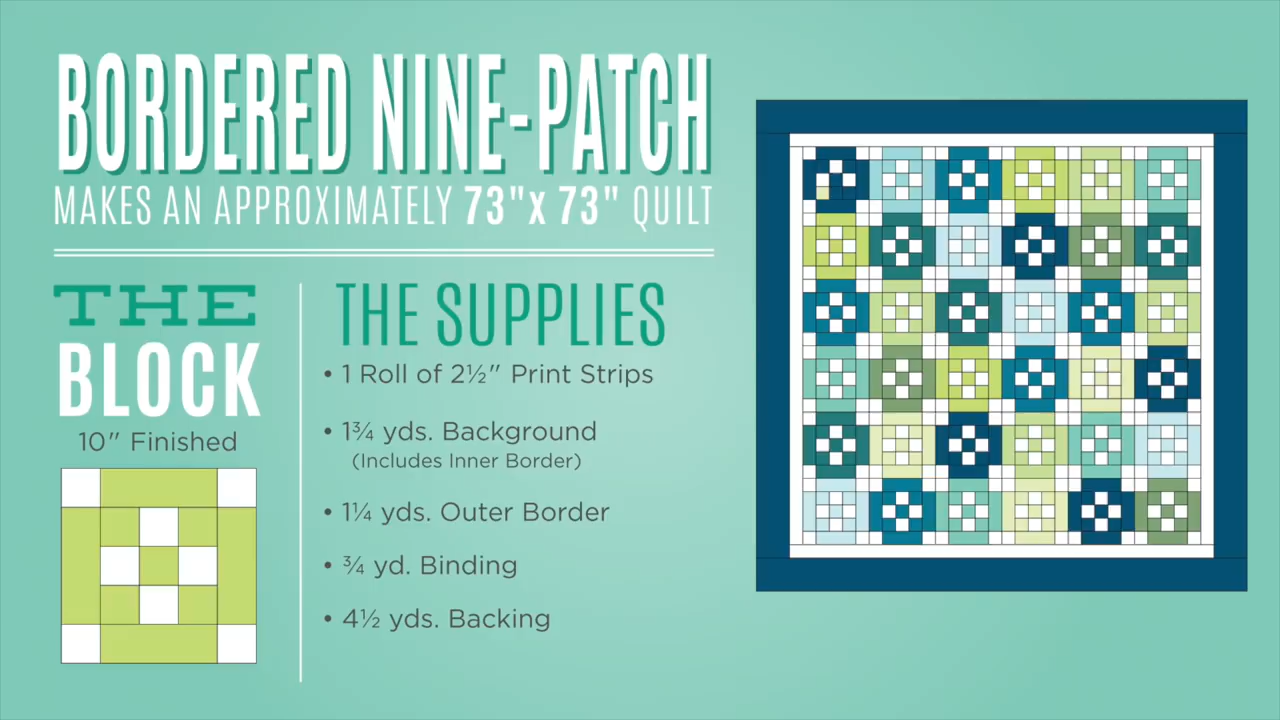 BORDERED NINE-PATCH
MAKES AN APPROXIMATELY 73"x 73" QUILT
THE
BLOCK
10" Finished
THE SUPPLIES
• 1 Roll of 2½" Print Strips
• 1¾ yds. Background
(Includes Inner Border)
• 1¼ yds. Outer Border
• ¾ yd. Binding
• 4½ yds. Backing